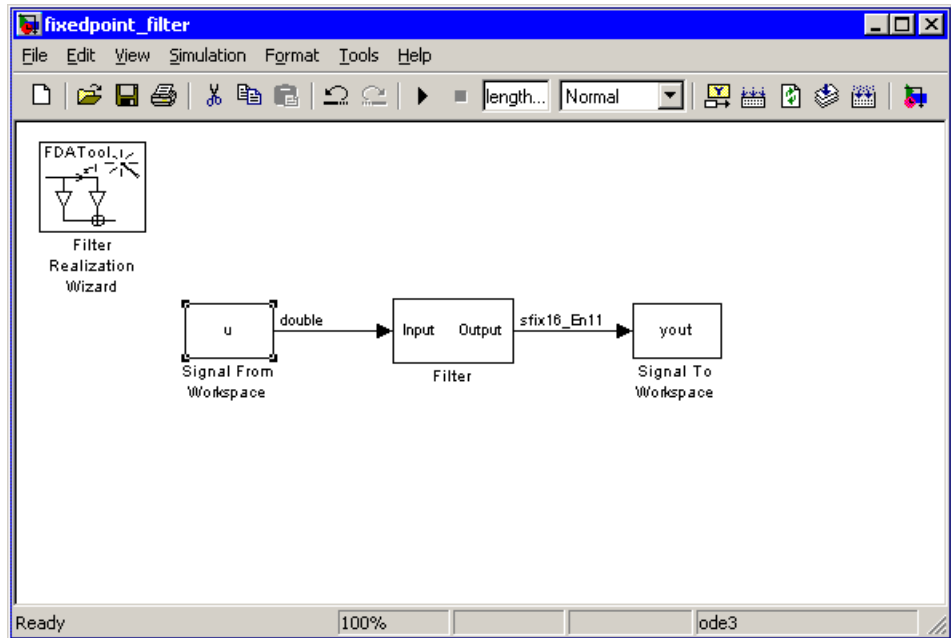 fixedpoint_filter
File Edit View Simulation Format Tools Help
length... Normal
FDATool
z-1
Filter
Realization
Wizard
u
double
Input Output
sfix16_En11
yout
Signal From
Workspace
Filter
Signal To
Workspace
Ready 100% ode3